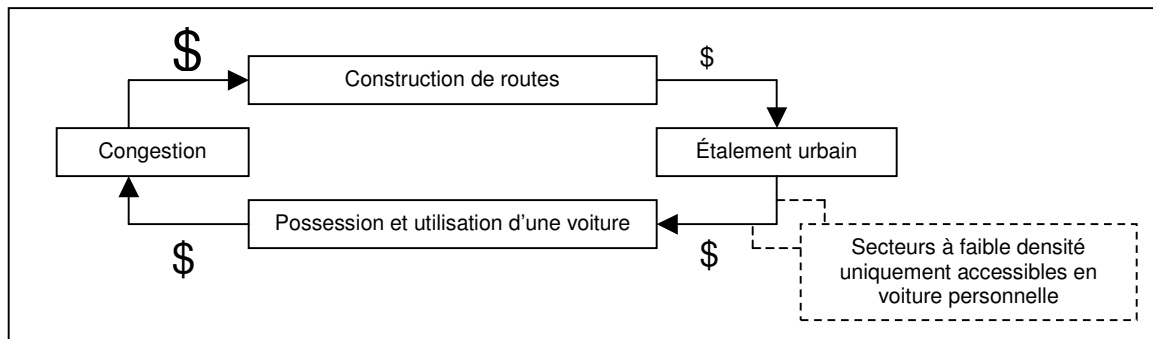 $
Construction de routes
$
Congestion
Étalement urbain
Possession et utilisation d'une voiture
$
$
Secteurs à faible densité
uniquement accessibles en
voiture personnelle